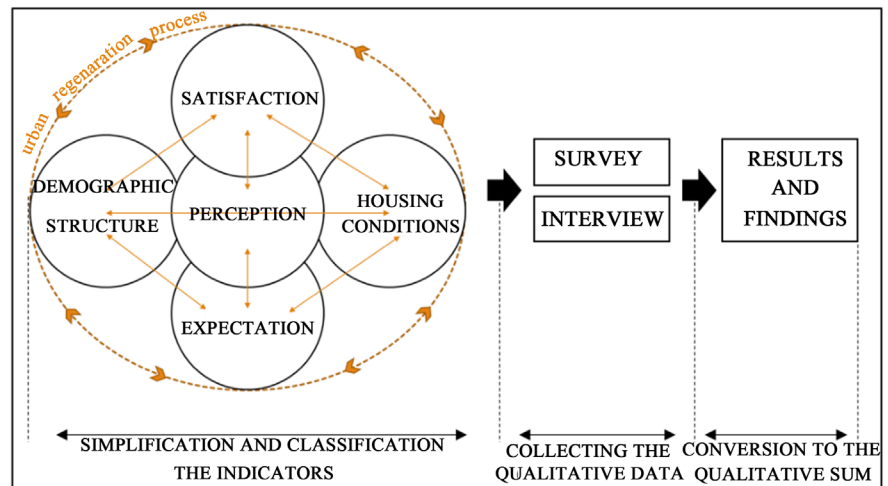 urban regenaration process
SATISFACTION
DEMOGRAPHIC
STRUCTURE
PERCEPTION
HOUSING
CONDITIONS
EXPECTATION
SURVEY
INTERVIEW
RESULTS
AND
FINDINGS
SIMPLIFICATION AND CLASSIFICATION
THE INDICATORS
COLLECTING THE
QUALITATIVE DATA
CONVERSION TO THE
QUALITATIVE SUM